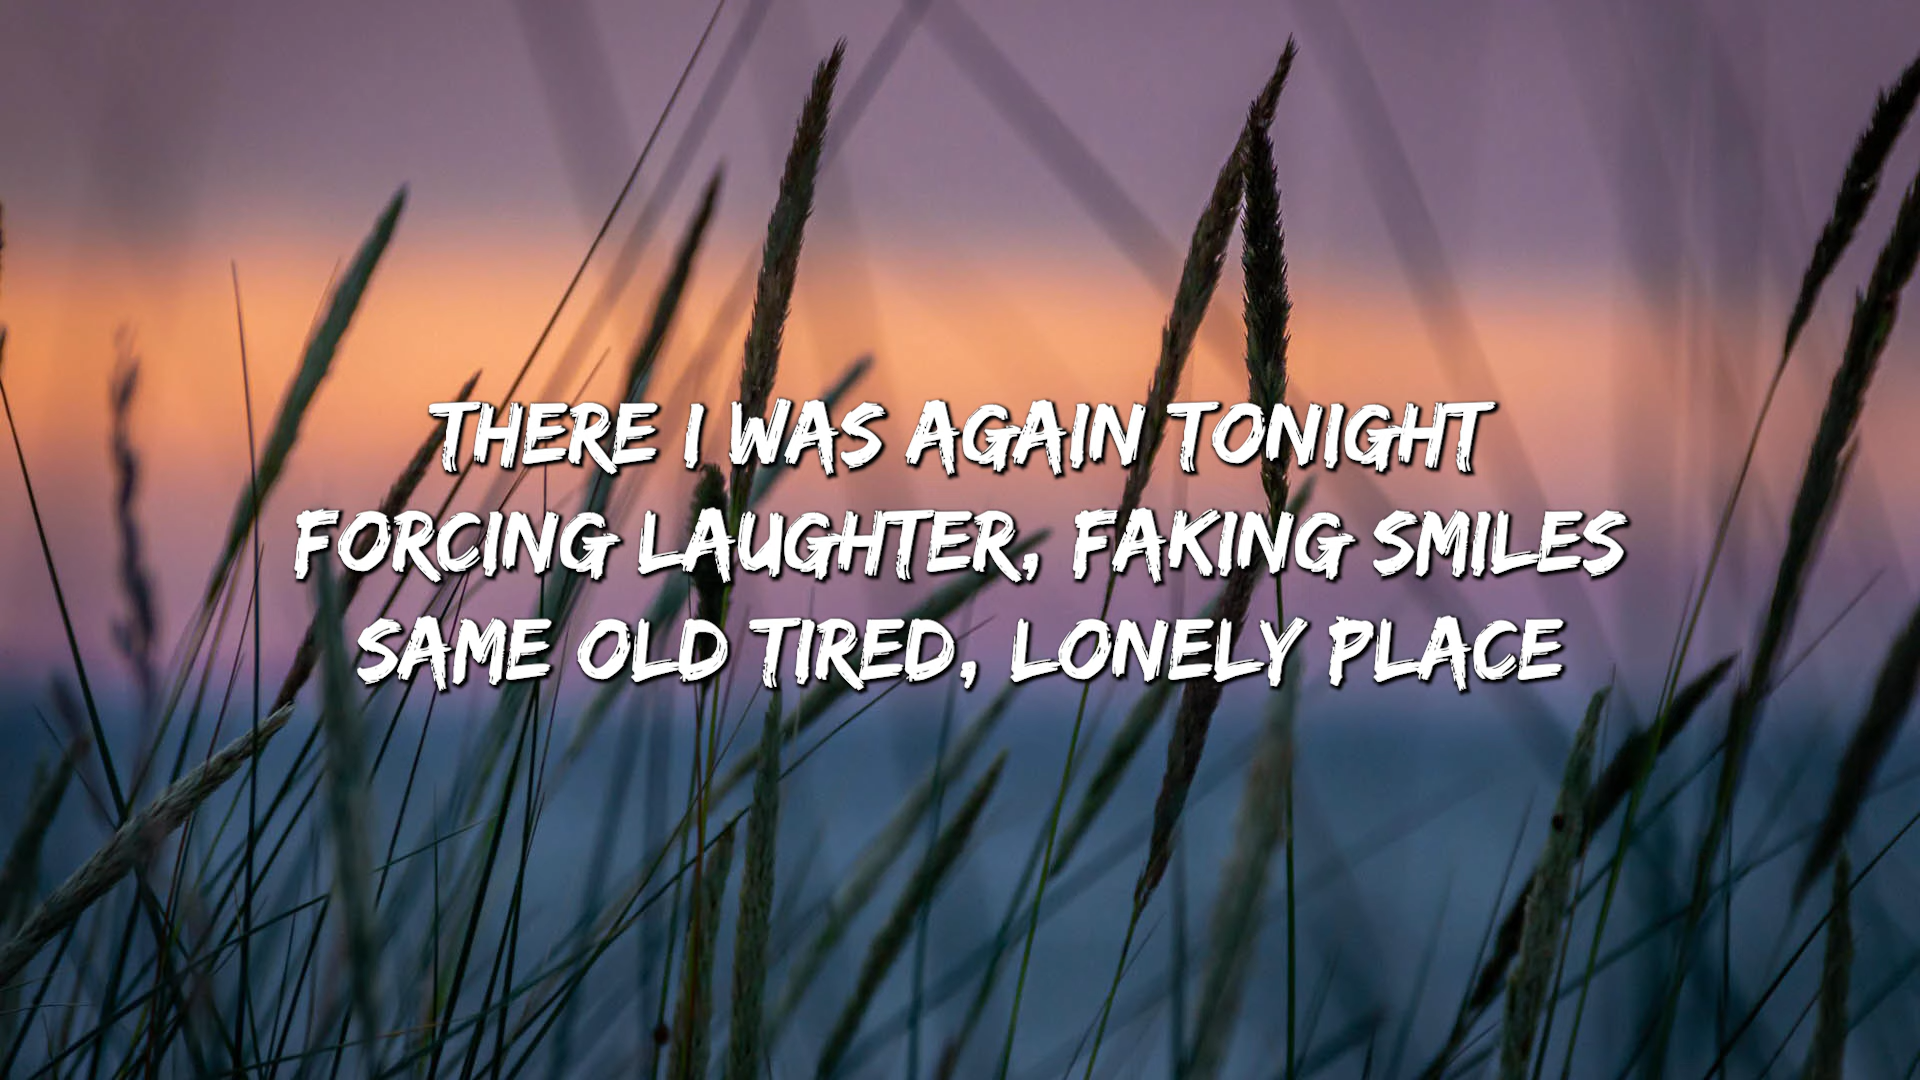 THERE I WAS AGAIN TONIGHT
FORCING LAUGHTER, FAKING SMILES
SAME OLD TIRED, LONELY PLACE